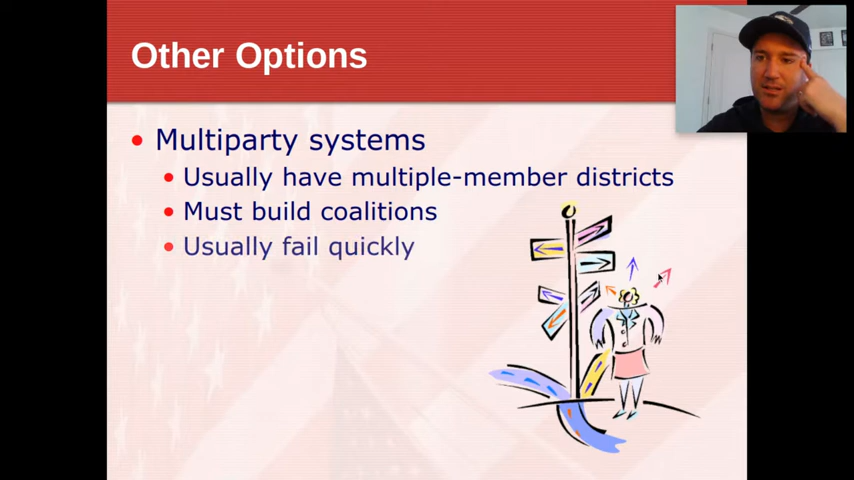 Other Options
Multiparty systems
Usually have multiple-member districts
Must build coalitions
Usually fail quickly